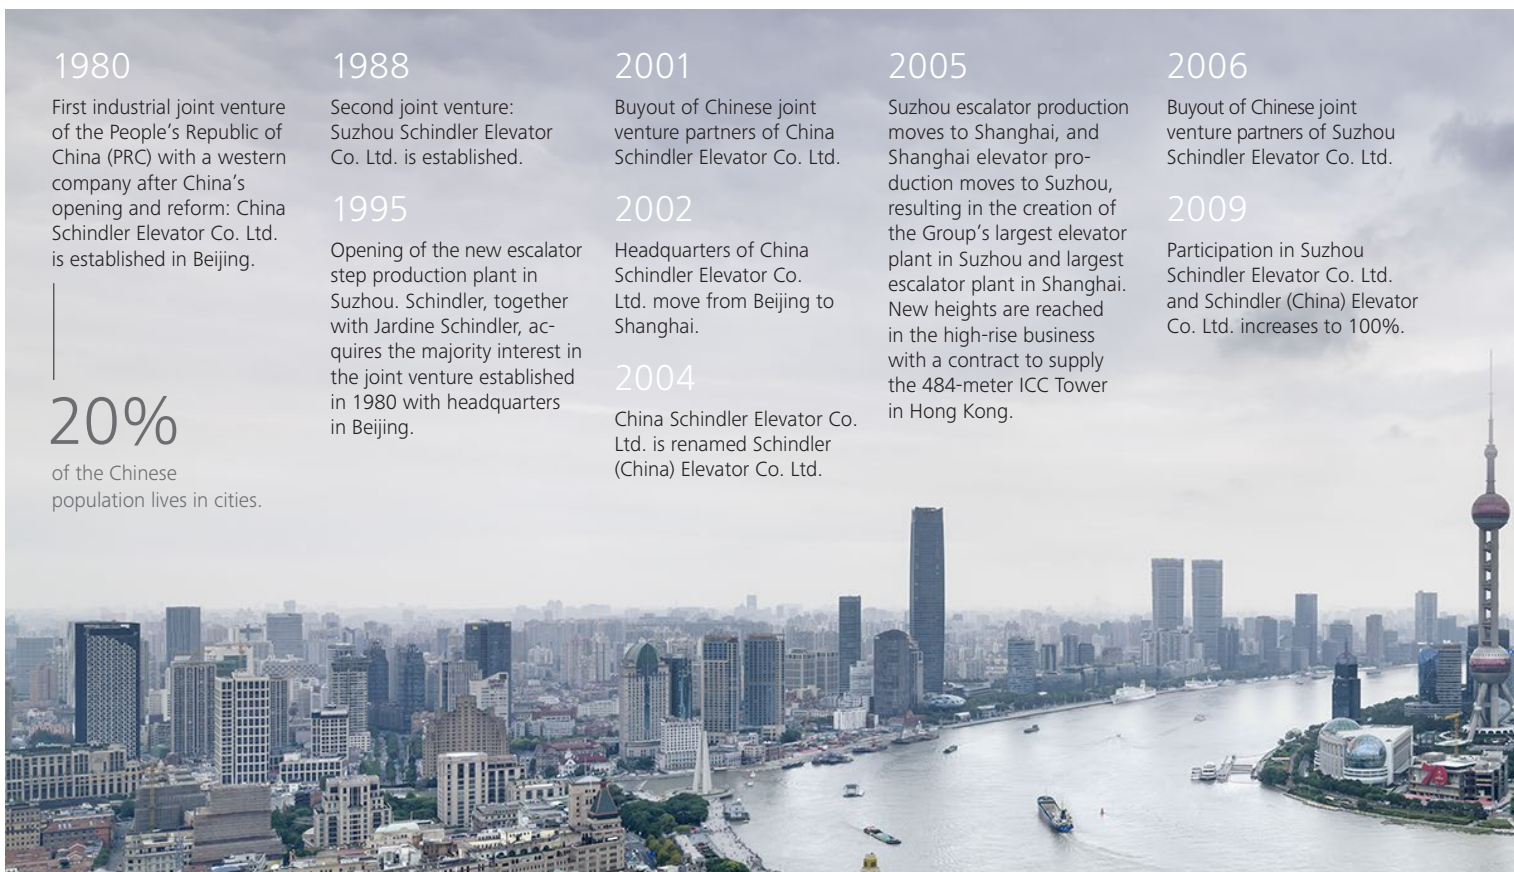 1980
First industrial joint venture
of the People's Republic of
China (PRC) with a western
company after China's
opening and reform: China
Schindler Elevator Co. Ltd.
is established in Beijing.
20%
of the Chinese
population lives in cities.
1988
Second joint venture:
Suzhou Schindler Elevator
Co. Ltd. is established.
1995
Opening of the new escalator
step production plant in
Suzhou. Schindler, together
with Jardine Schindler, ac-
quires the majority interest in
the joint venture established
in 1980 with headquarters
in Beijing.
2001
Buyout of Chinese joint
venture partners of China
Schindler Elevator Co. Ltd.
2002
Headquarters of China
Schindler Elevator Co.
Ltd. move from Beijing to
Shanghai.
2004
China Schindler Elevator Co.
Ltd. is renamed Schindler
(China) Elevator Co. Ltd.
2005
Suzhou escalator production
moves to Shanghai, and
Shanghai elevator pro-
duction moves to Suzhou,
resulting in the creation of
the Group's largest elevator
plant in Suzhou and largest
escalator plant in Shanghai.
New heights are reached
in the high-rise business
with a contract to supply
the 484-meter ICC Tower
in Hong Kong.
2006
Buyout of Chinese joint
venture partners of Suzhou
Schindler Elevator Co. Ltd.
2009
Participation in Suzhou
Schindler Elevator Co. Ltd.
and Schindler (China) Elevator
Co. Ltd. increases to 100%.